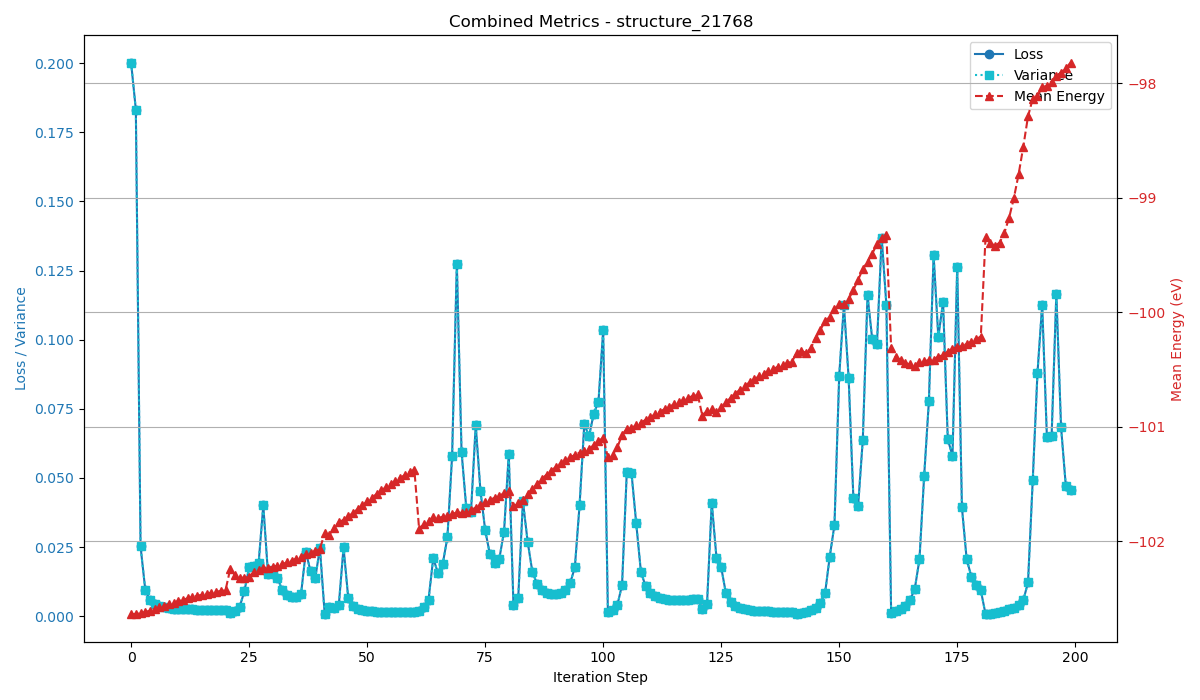 Combined Metrics - structure_21768
Loss
Variance
Mean Energy
0.200
0.175
0.150
0.125
0.100
0.075
0.050
0.025
0.000
Loss / Variance
−98
−99
−100
−101
−102
Mean Energy (eV)
0 25 50 75 100 125 150 175 200
Iteration Step